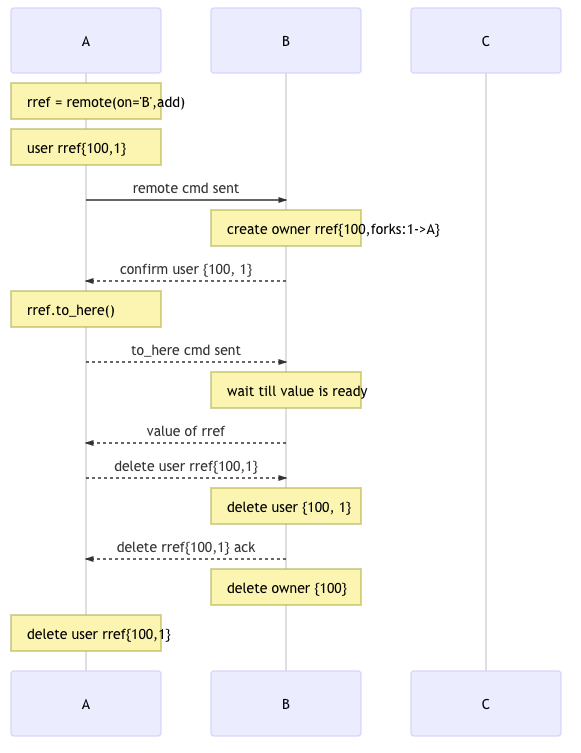 A
B
C
rref = remote(on='B',add)
user rref{100,1}
remote cmd sent
create owner rref{100,forks:1->A}
confirm user {100, 1}
rref.to_here()
to_here cmd sent
wait till value is ready
value of rref
delete user rref{100,1}
delete user {100, 1}
delete rref{100,1} ack
delete owner {100}
delete user rref{100,1}
A
B
C